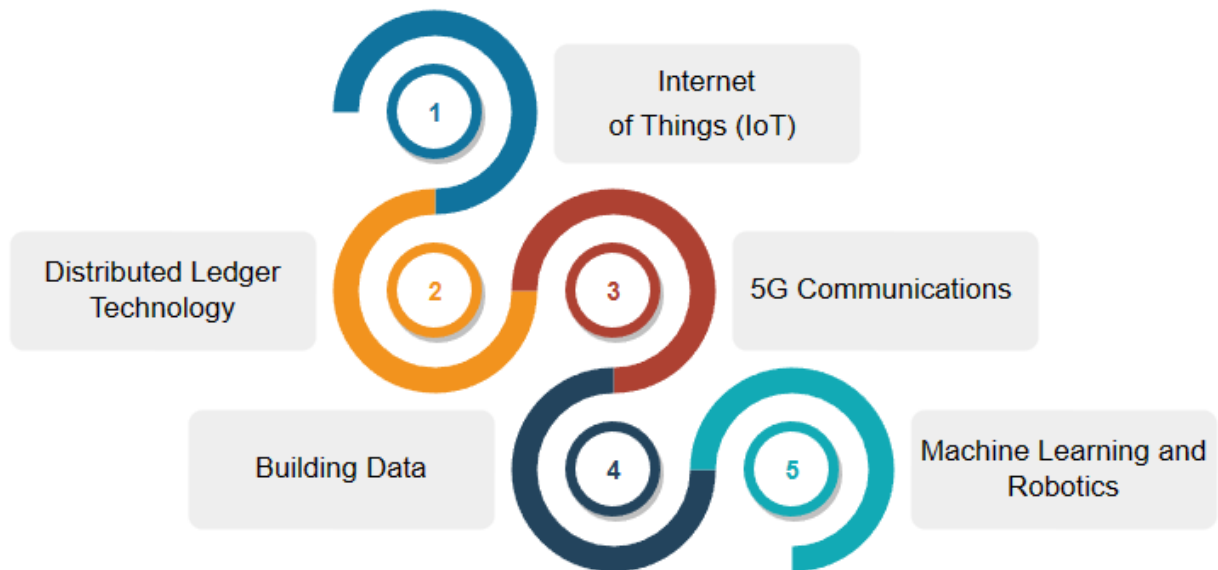 1
Internet
of Things (IoT)
Distributed Ledger
Technology
2
3
5G Communications
Building Data
4
5
Machine Learning and
Robotics